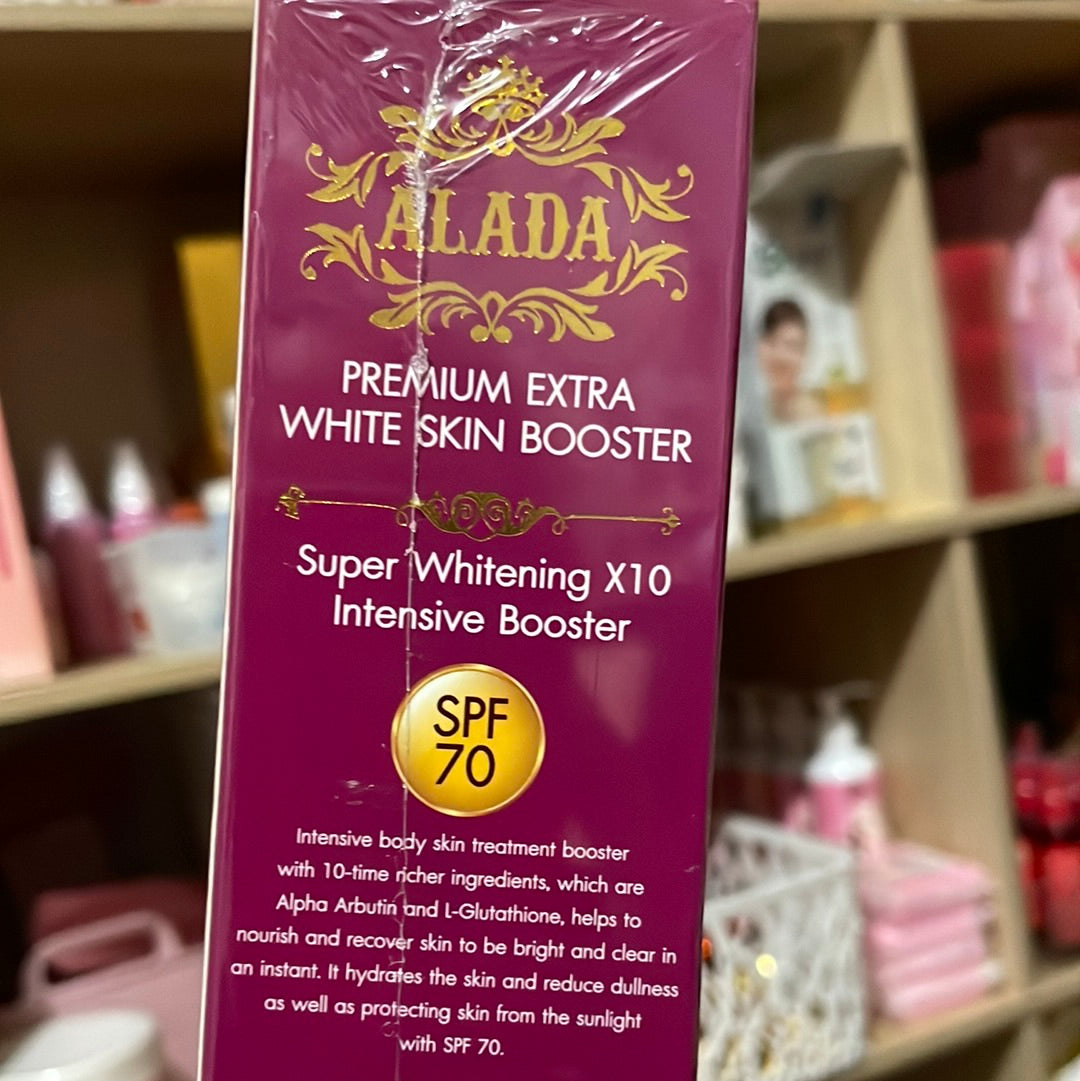 ALADA
PREMIUM EXTRA
WHITE SKIN BOOSTER
Super Whitening X10
Intensive Booster
SPF
70
Intensive body skin treatment booster
with 10-time richer ingredients, which are
Alpha Arbutin and L-Glutathione, helps to
nourish and recover skin to be bright and clear in
an instant. It hydrates the skin and reduce dullness
as well as protecting skin from the sunlight
with SPF 70.